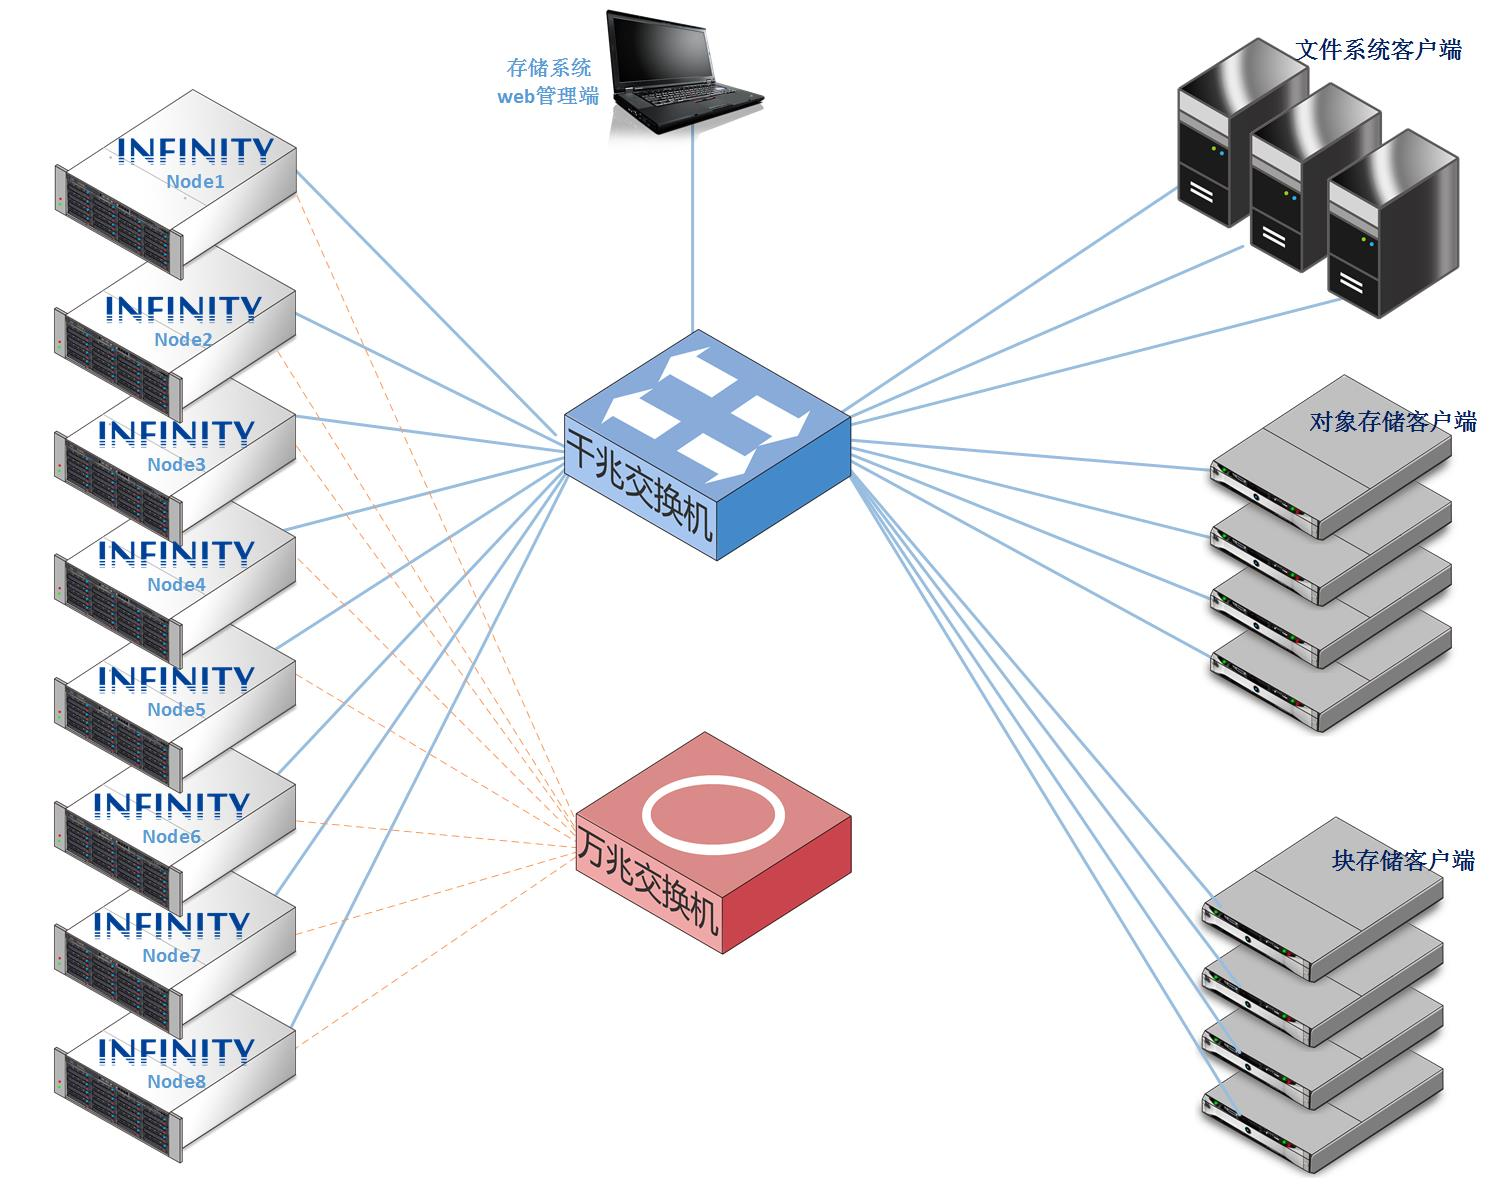 存储系统
web管理端
文件系统客户端
INFINITY
Node1
INFINITY
Node2
INFINITY
Node3
INFINITY
Node4
INFINITY
Node5
INFINITY
Node6
INFINITY
Node7
INFINITY
Node8
千兆交换机
万兆交换机
对象存储客户端
块存储客户端